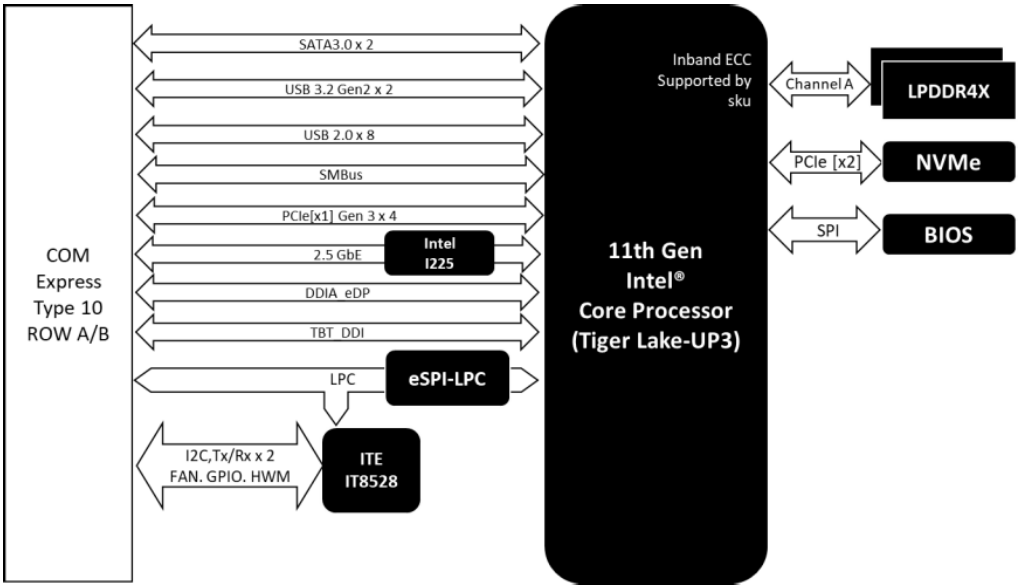 SATA3.0 x 2
USB 3.2 Gen2 x 2
USB 2.0 x 8
SMBus
PCIe[x1] Gen 3 x 4
2.5 GbE
Intel
I225
DDIA eDP
TBT DDI
LPC
eSPI-LPC
I2C,Tx/Rx x 2
FAN. GPIO. HWM
ITE
IT8528
COM
Express
Type 10
ROW A/B
Inband ECC
Supported by
sku
11th Gen
Intel®
Core Processor
(Tiger Lake-UP3)
Channel A
LPDDR4X
PCIe [x2]
NVMe
SPI
BIOS